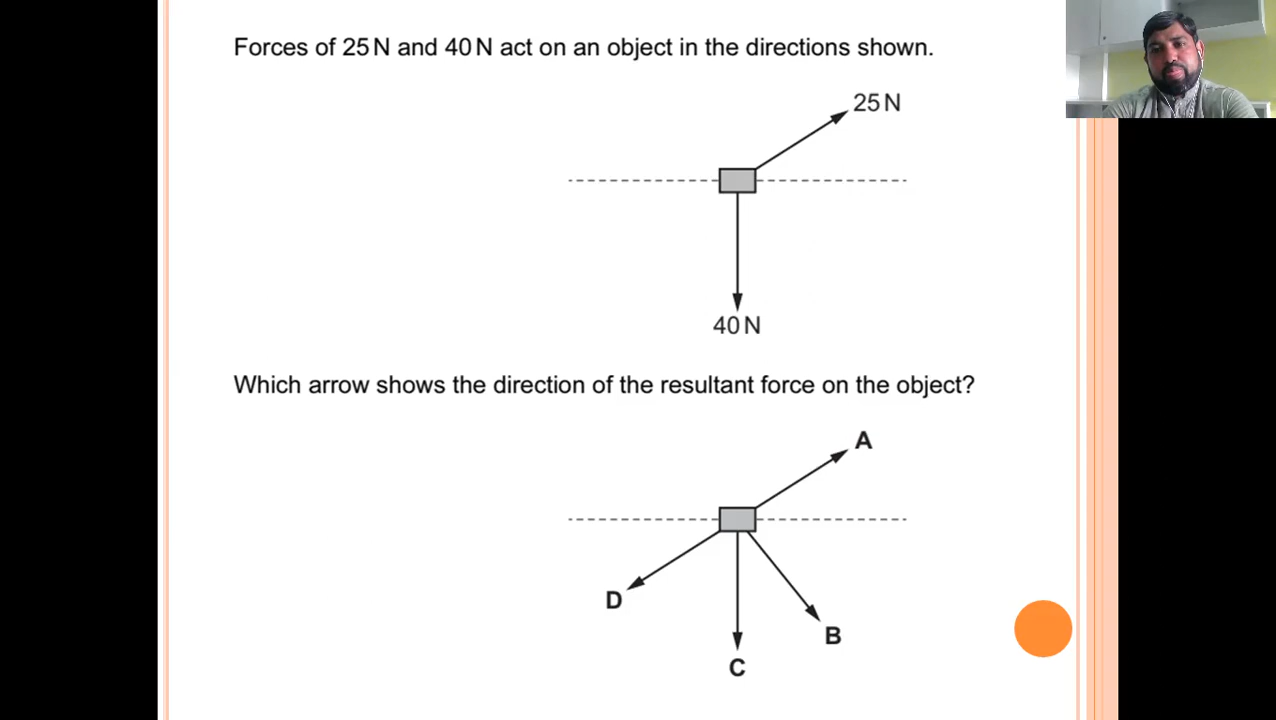 Forces of 25 N and 40 N act on an object in the directions shown.
25 N
40 N
Which arrow shows the direction of the resultant force on the object?
A
D
B
C